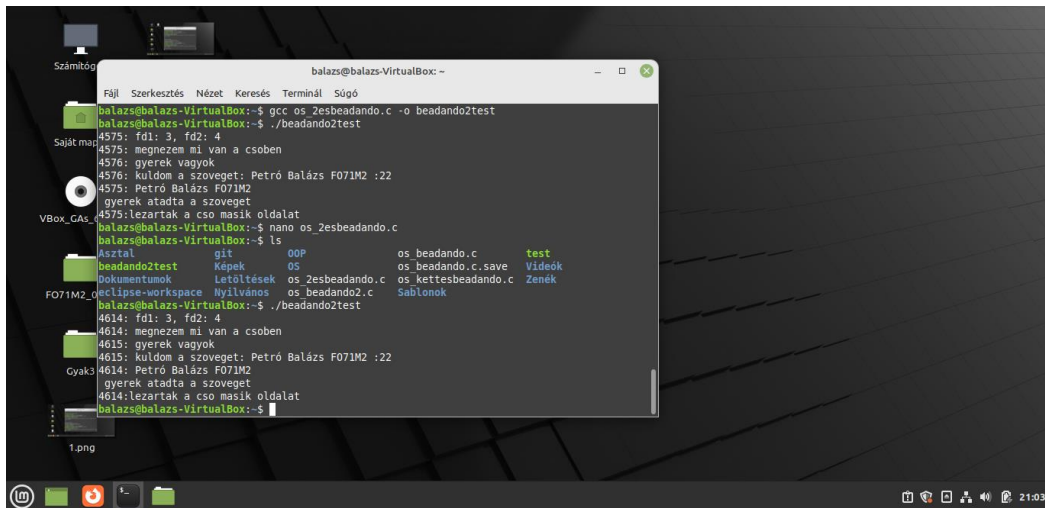 Számítóg
balazs@balazs-VirtualBox: ~
Fájl Szerkesztés Nézet Keresés Terminál Súgó
balazs@balazs-VirtualBox:~$ gcc os_2esbeadando.c -o beadando2test
balazs@balazs-VirtualBox:~$ ./beadando2test
4575: fd1: 3, fd2: 4
4575: megnezem mi van a csoben
4576: gyerek vagyok
4576: kuldom a szoveget: Petró Balázs FO71M2 :22
4575: Petró Balázs FO71M2
gyerek atadta a szoveget
4575:lezartak a cso masik oldalat
balazs@balazs-VirtualBox:~$ nano os_2esbeadando.c
balazs@balazs-VirtualBox:~$ ls
Asztal git OOP os_beadando.c test
beadando2test Képek OS os_beadando.c.save Videók
Dokumentumok Letöltések os_2esbeadando.c os_kettesbeadando.c Zenék
eclipse-workspace Nyilvános os_beadando2.c Sablonok
balazs@balazs-VirtualBox:~$ ./beadando2test
4614: fd1: 3, fd2: 4
4614: megnezem mi van a csoben
4615: gyerek vagyok
4615: kuldom a szoveget: Petró Balázs FO71M2 :22
4614: Petró Balázs FO71M2
gyerek atadta a szoveget
4614:lezartak a cso masik oldalat
balazs@balazs-VirtualBox:~$
Saját map
VBox_GAs_
FO71M2_0
Gyak3
1.png
21:03